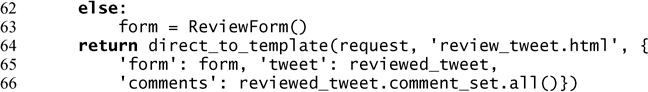 62     else:
63         form = ReviewForm()
64     return direct_to_template(request, 'review_tweet.html', {
65         'form': form, 'tweet': reviewed_tweet,
66         'comments': reviewed_tweet.comment_set.all()})